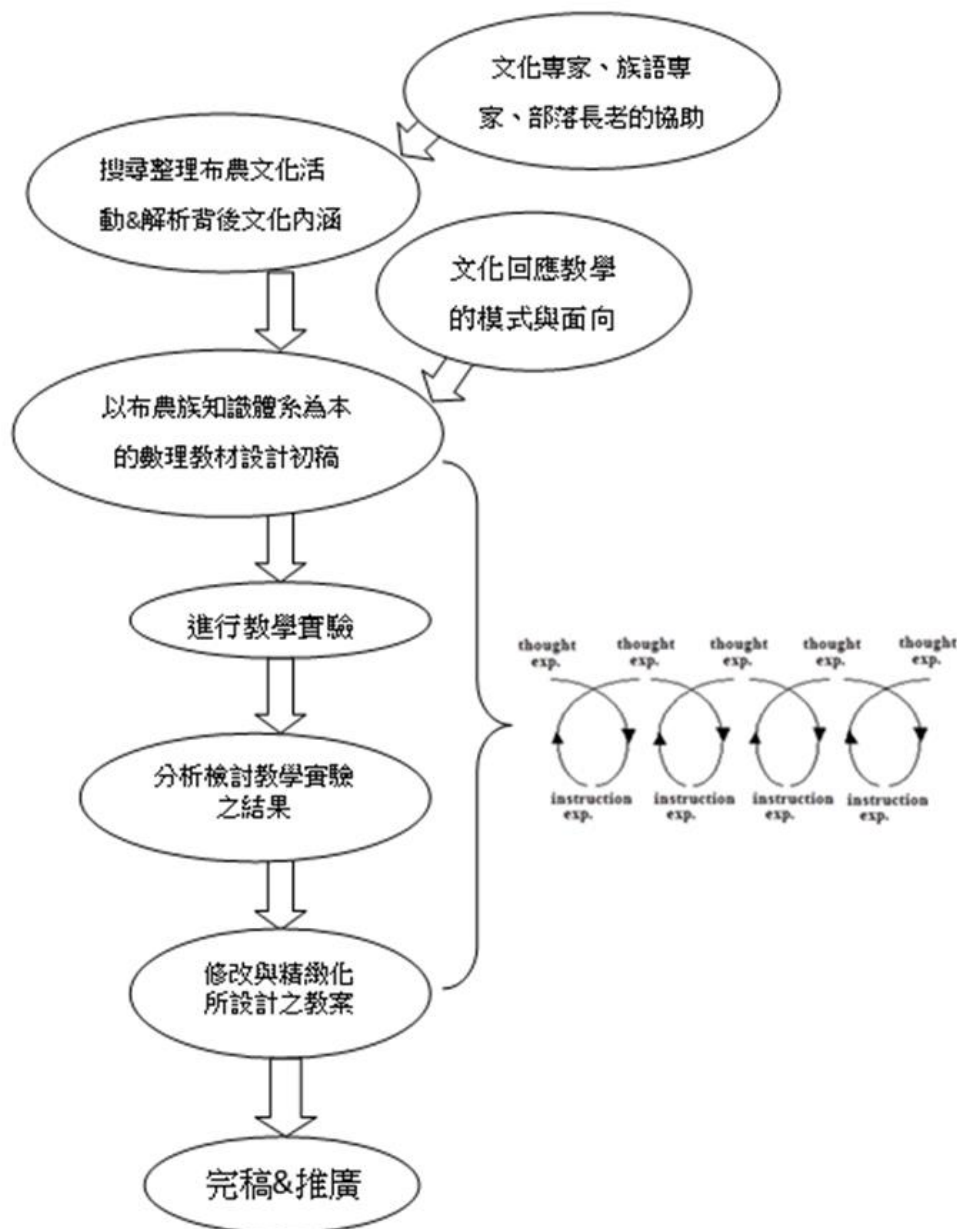 文化專家、族語專
家、部落長老的協助
搜尋整理布農文化活
動&解析背後文化內涵
文化回應教學
的模式與面向
以布農族知識體系為本
的數理教材設計初稿
進行教學實驗
thought
exp.
thought
exp.
thought
exp.
thought
exp.
thought
exp.
instruction
exp.
instruction
exp.
instruction
exp.
instruction
exp.
分析檢討教學實驗
之結果
修改與精緻化
所設計之教案
完稿&推廣